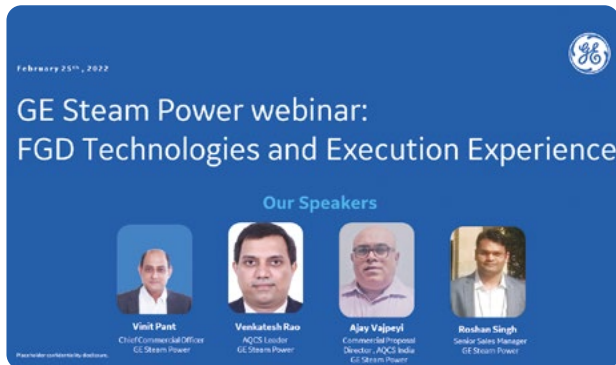 February 25th, 2022
GE
GE Steam Power webinar:
FGD Technologies and Execution Experience
Our Speakers
Vinit Pant
Chief Commercial Officer
GE Steam Power
Venkatesh Rao
AQCS Leader
GE Steam Power
Ajay Vajpeyi
Commercial Proposal
Director, AQCS India
GE Steam Power
Roshan Singh
Senior Sales Manager
GE Steam Power
Placeholder confidentiality disclosure.